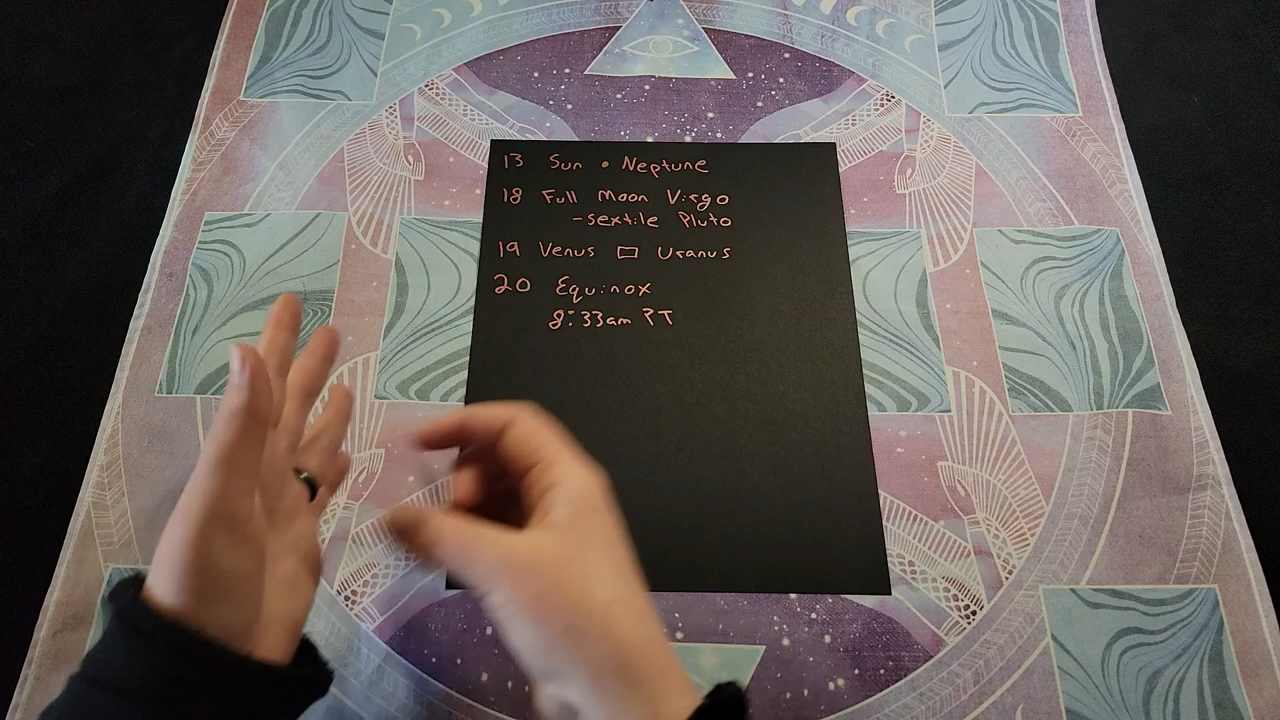 13 Sun • Neptune
18 Full Moon Virgo
-sextile Pluto
19 Venus □ Uranus
20 Equinox
8:33am PT